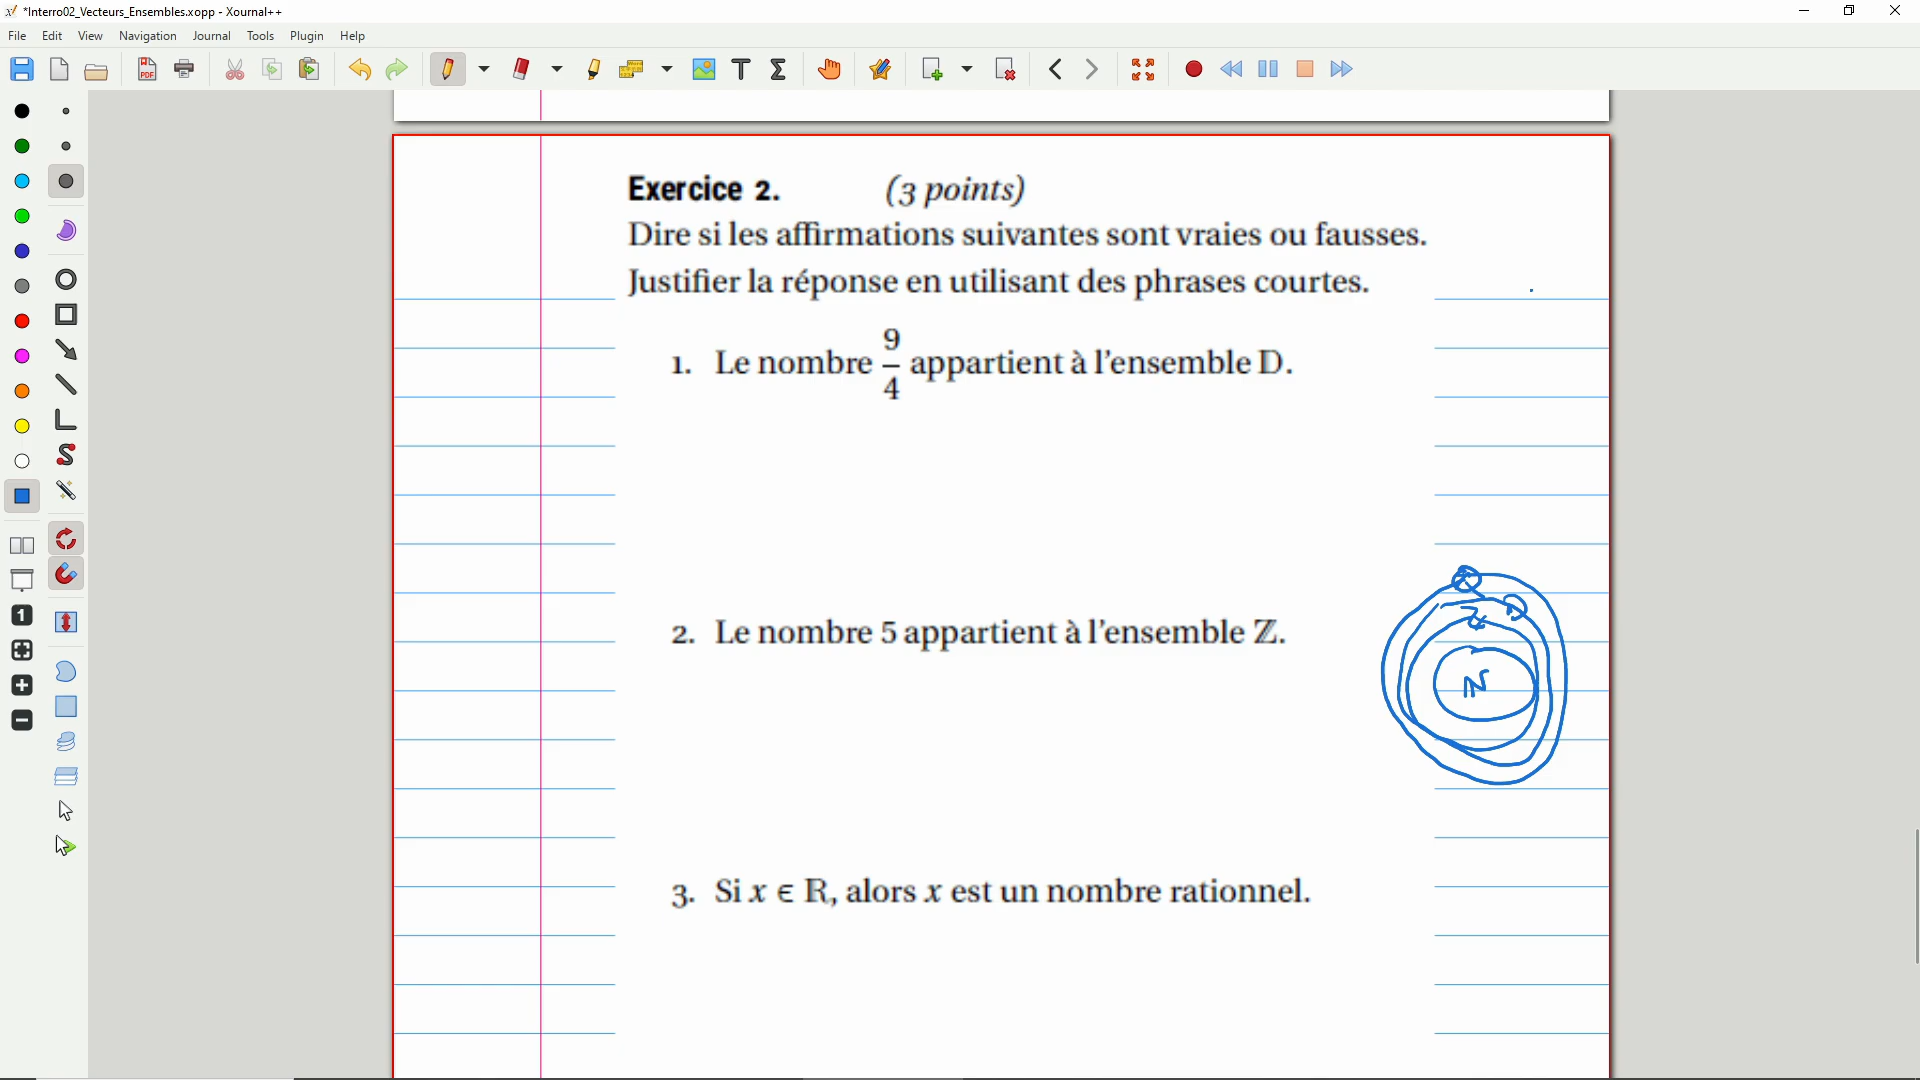 *Interro02_Vecteurs_Ensembles.xopp - Xournal++
File Edit View Navigation Journal Tools Plugin Help
Exercice 2. (3 points)
Dire si les affirmations suivantes sont vraies ou fausses.
Justifier la réponse en utilisant des phrases courtes.
1. Le nombre 9/4 appartient à l'ensemble D.
2. Le nombre 5 appartient à l'ensemble ℤ.
3. Si x ∈ ℝ, alors x est un nombre rationnel.
D
Z
N